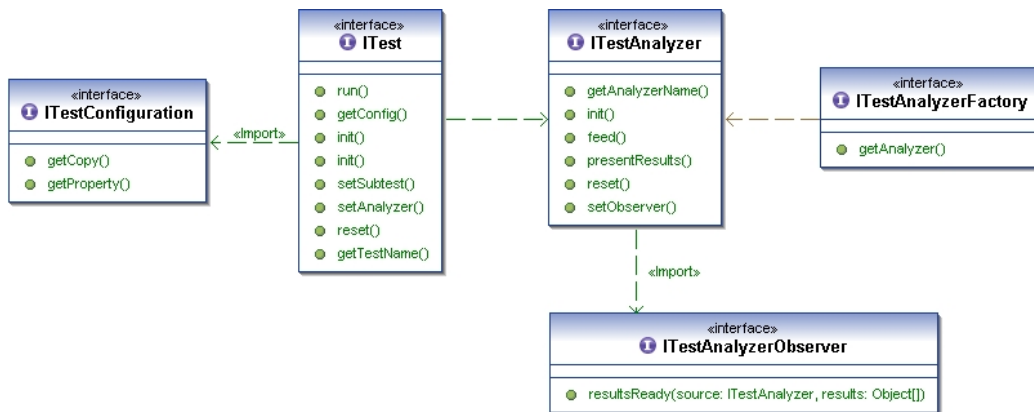 «interface»
ITestConfiguration
getCopy()
getProperty()
«Import»
«interface»
ITest
run()
getConfig()
init()
init()
setSubtest()
setAnalyzer()
reset()
getTestName()
«interface»
ITestAnalyzer
getAnalyzerName()
init()
feed()
presentResults()
reset()
setObserver()
«interface»
ITestAnalyzerFactory
getAnalyzer()
«Import»
«interface»
ITestAnalyzerObserver
resultsReady(source: ITestAnalyzer, results: Object[])